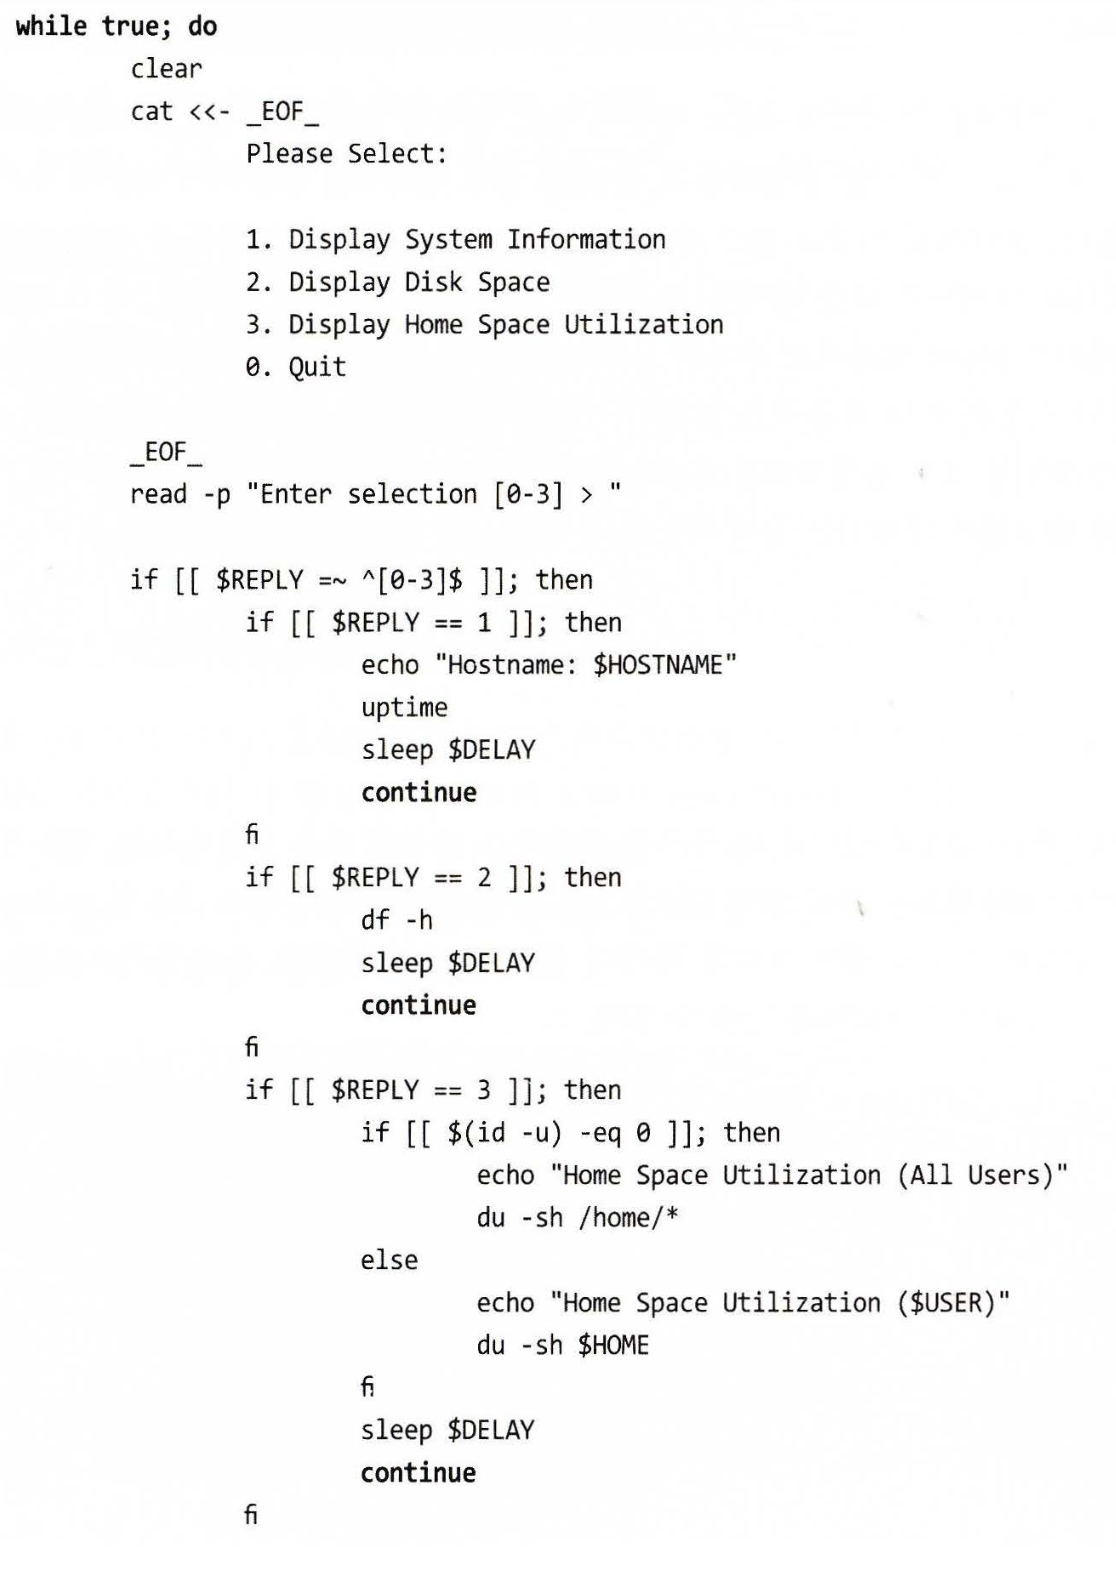 while true; do
clear
cat <<- _EOF_
Please Select:
1. Display System Information
2. Display Disk Space
3. Display Home Space Utilization
0. Quit
_EOF_
read -p "Enter selection [0-3] > "
if [[ $REPLY =~ ^[0-3]$ ]]; then
if [[ $REPLY == 1 ]]; then
echo "Hostname: $HOSTNAME"
uptime
sleep $DELAY
continue
fi
if [[ $REPLY == 2 ]]; then
df -h
sleep $DELAY
continue
fi
if [[ $REPLY == 3 ]]; then
if [[ $(id -u) -eq 0 ]]; then
echo "Home Space Utilization (All Users)"
du -sh /home/*
else
echo "Home Space Utilization ($USER)"
du -sh $HOME
fi
sleep $DELAY
continue
fi